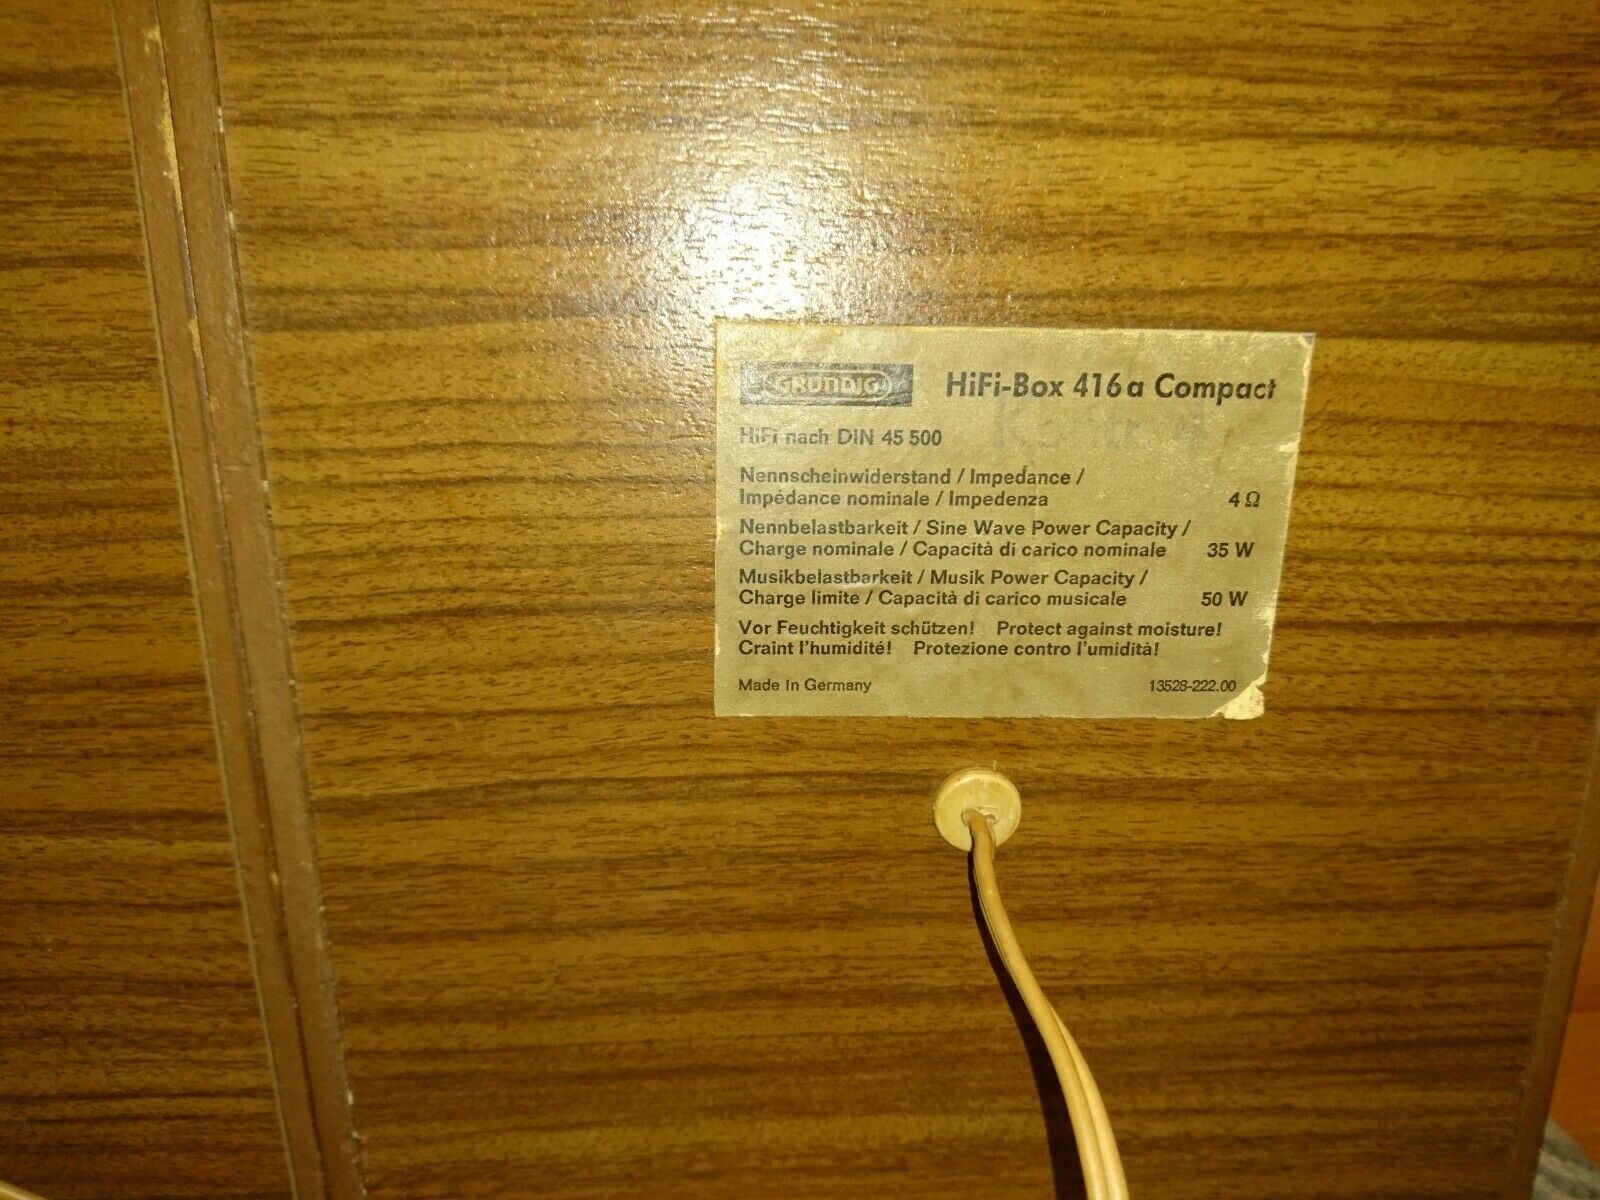 GRUNDIG HiFi-Box 416 a Compact
HiFi nach DIN 45 500
Nennscheinwiderstand / Impedance /
Impédance nominale / Impedenza 4 Ω
Nennbelastbarkeit / Sine Wave Power Capacity /
Charge nominale / Capacità di carico nominale 35 W
Musikbelastbarkeit / Musik Power Capacity /
Charge limite / Capacità di carico musicale 50 W
Vor Feuchtigkeit schützen! Protect against moisture!
Craint l'humidité! Protezione contro l'umidità!
Made in Germany 13528-222.00